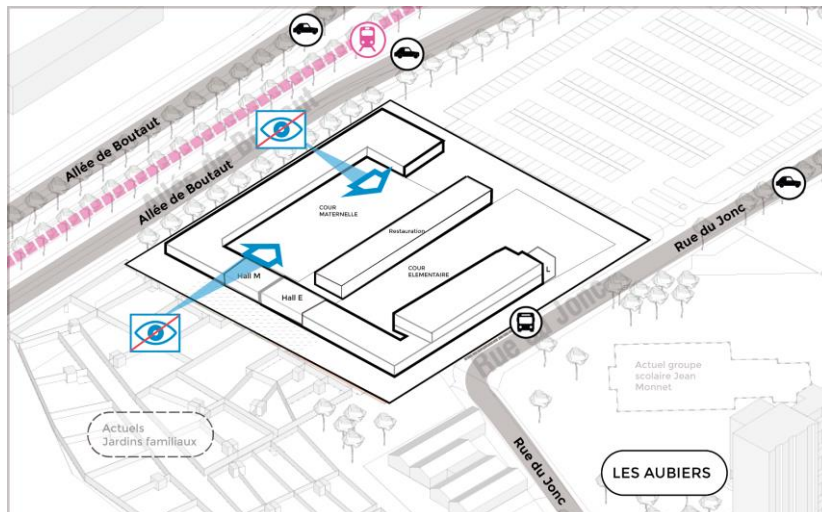 Allée de Boutaut
Allée de Boutaut
COUR
MATERNELLE
Restauration
Rue du Jonc
Hall M
COUR
ELEMENTAIRE
L
Hall E
Rue du Jonc
Actuel groupe
scolaire Jean
Monnet
Actuels
Jardins familiaux
Rue du Jonc
LES AUBIERS